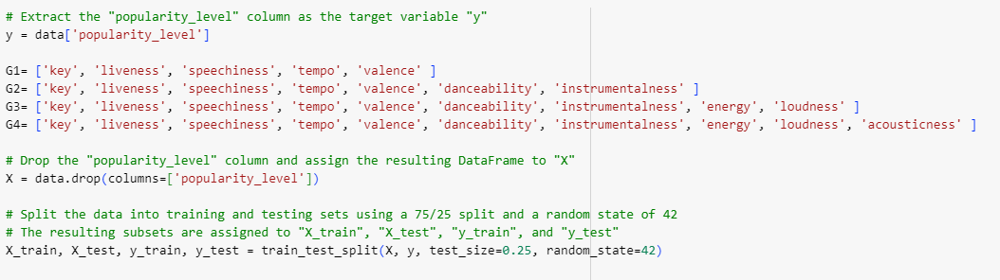 # Extract the "popularity_level" column as the target variable "y"
y = data['popularity_level']
G1= ['key', 'liveness', 'speechiness', 'tempo', 'valence' ]
G2= ['key', 'liveness', 'speechiness', 'tempo', 'valence', 'danceability', 'instrumentalness' ]
G3= ['key', 'liveness', 'speechiness', 'tempo', 'valence', 'danceability', 'instrumentalness', 'energy', 'loudness' ]
G4= ['key', 'liveness', 'speechiness', 'tempo', 'valence', 'danceability', 'instrumentalness', 'energy', 'loudness', 'acousticness' ]
# Drop the "popularity_level" column and assign the resulting DataFrame to "X"
X = data.drop(columns=['popularity_level'])
# Split the data into training and testing sets using a 75/25 split and a random state of 42
# The resulting subsets are assigned to "X_train", "X_test", "y_train", and "y_test"
X_train, X_test, y_train, y_test = train_test_split(X, y, test_size=0.25, random_state=42)